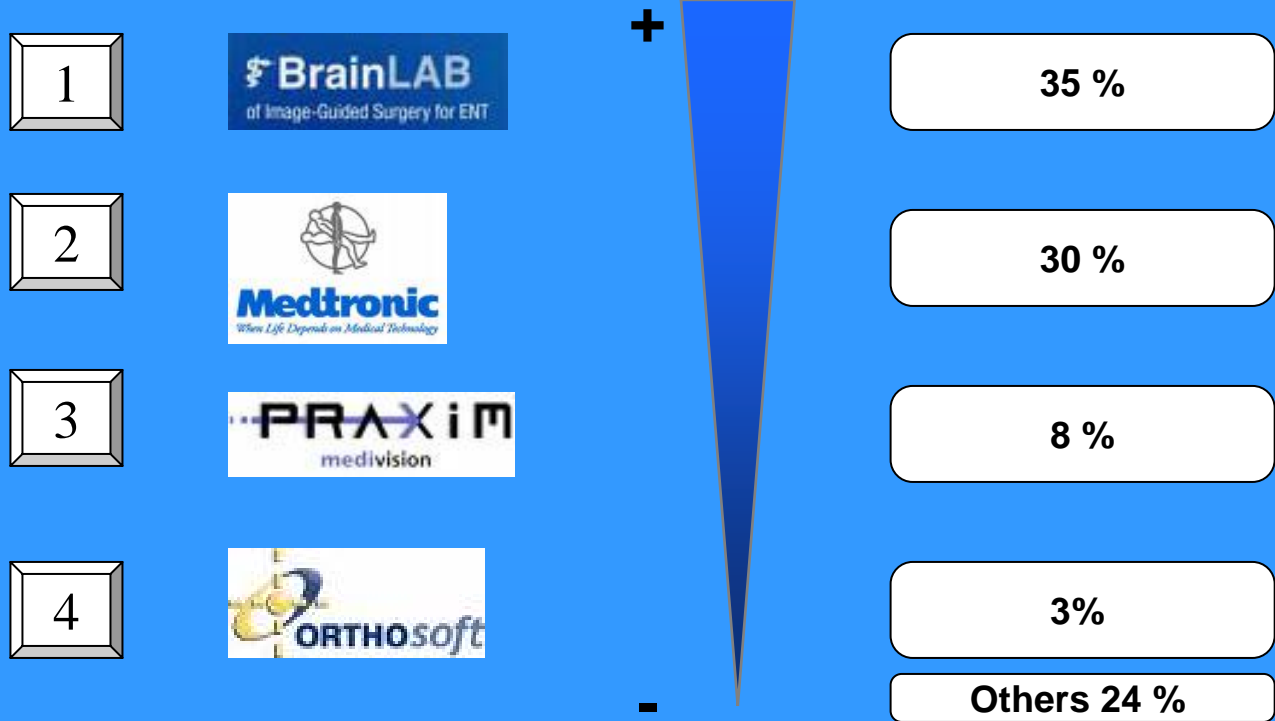 +
1
BrainLAB
of Image-Guided Surgery for ENT
35 %
2
Medtronic
When Life Depends on Medical Technology
30 %
3
PRAXiM
medivision
8 %
4
ORTHOsoft
3%
-
Others 24 %